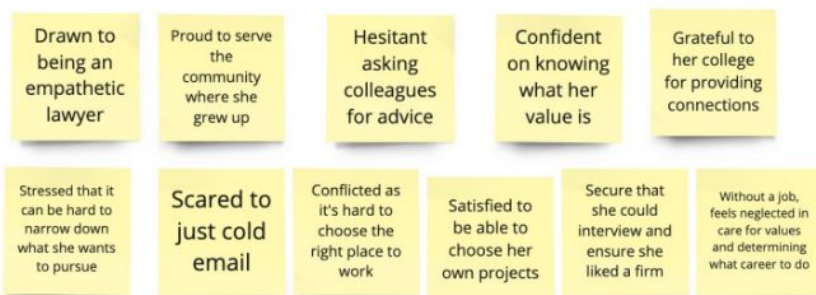 Drawn to
being an
empathetic
lawyer
Proud to serve
the
community
where she
grew up
Hesitant
asking
colleagues
for advice
Confident
on knowing
what her
value is
Grateful to
her college
for providing
connections
Stressed that it
can be hard to
narrow down
what she wants
to pursue
Scared to
just cold
email
Conflicted as
it's hard to
choose the
right place to
work
Satisfied to
be able to
choose her
own projects
Secure that
she could
interview and
ensure she
liked a firm
Without a job,
feels neglected in
care for values
and determining
what career to do